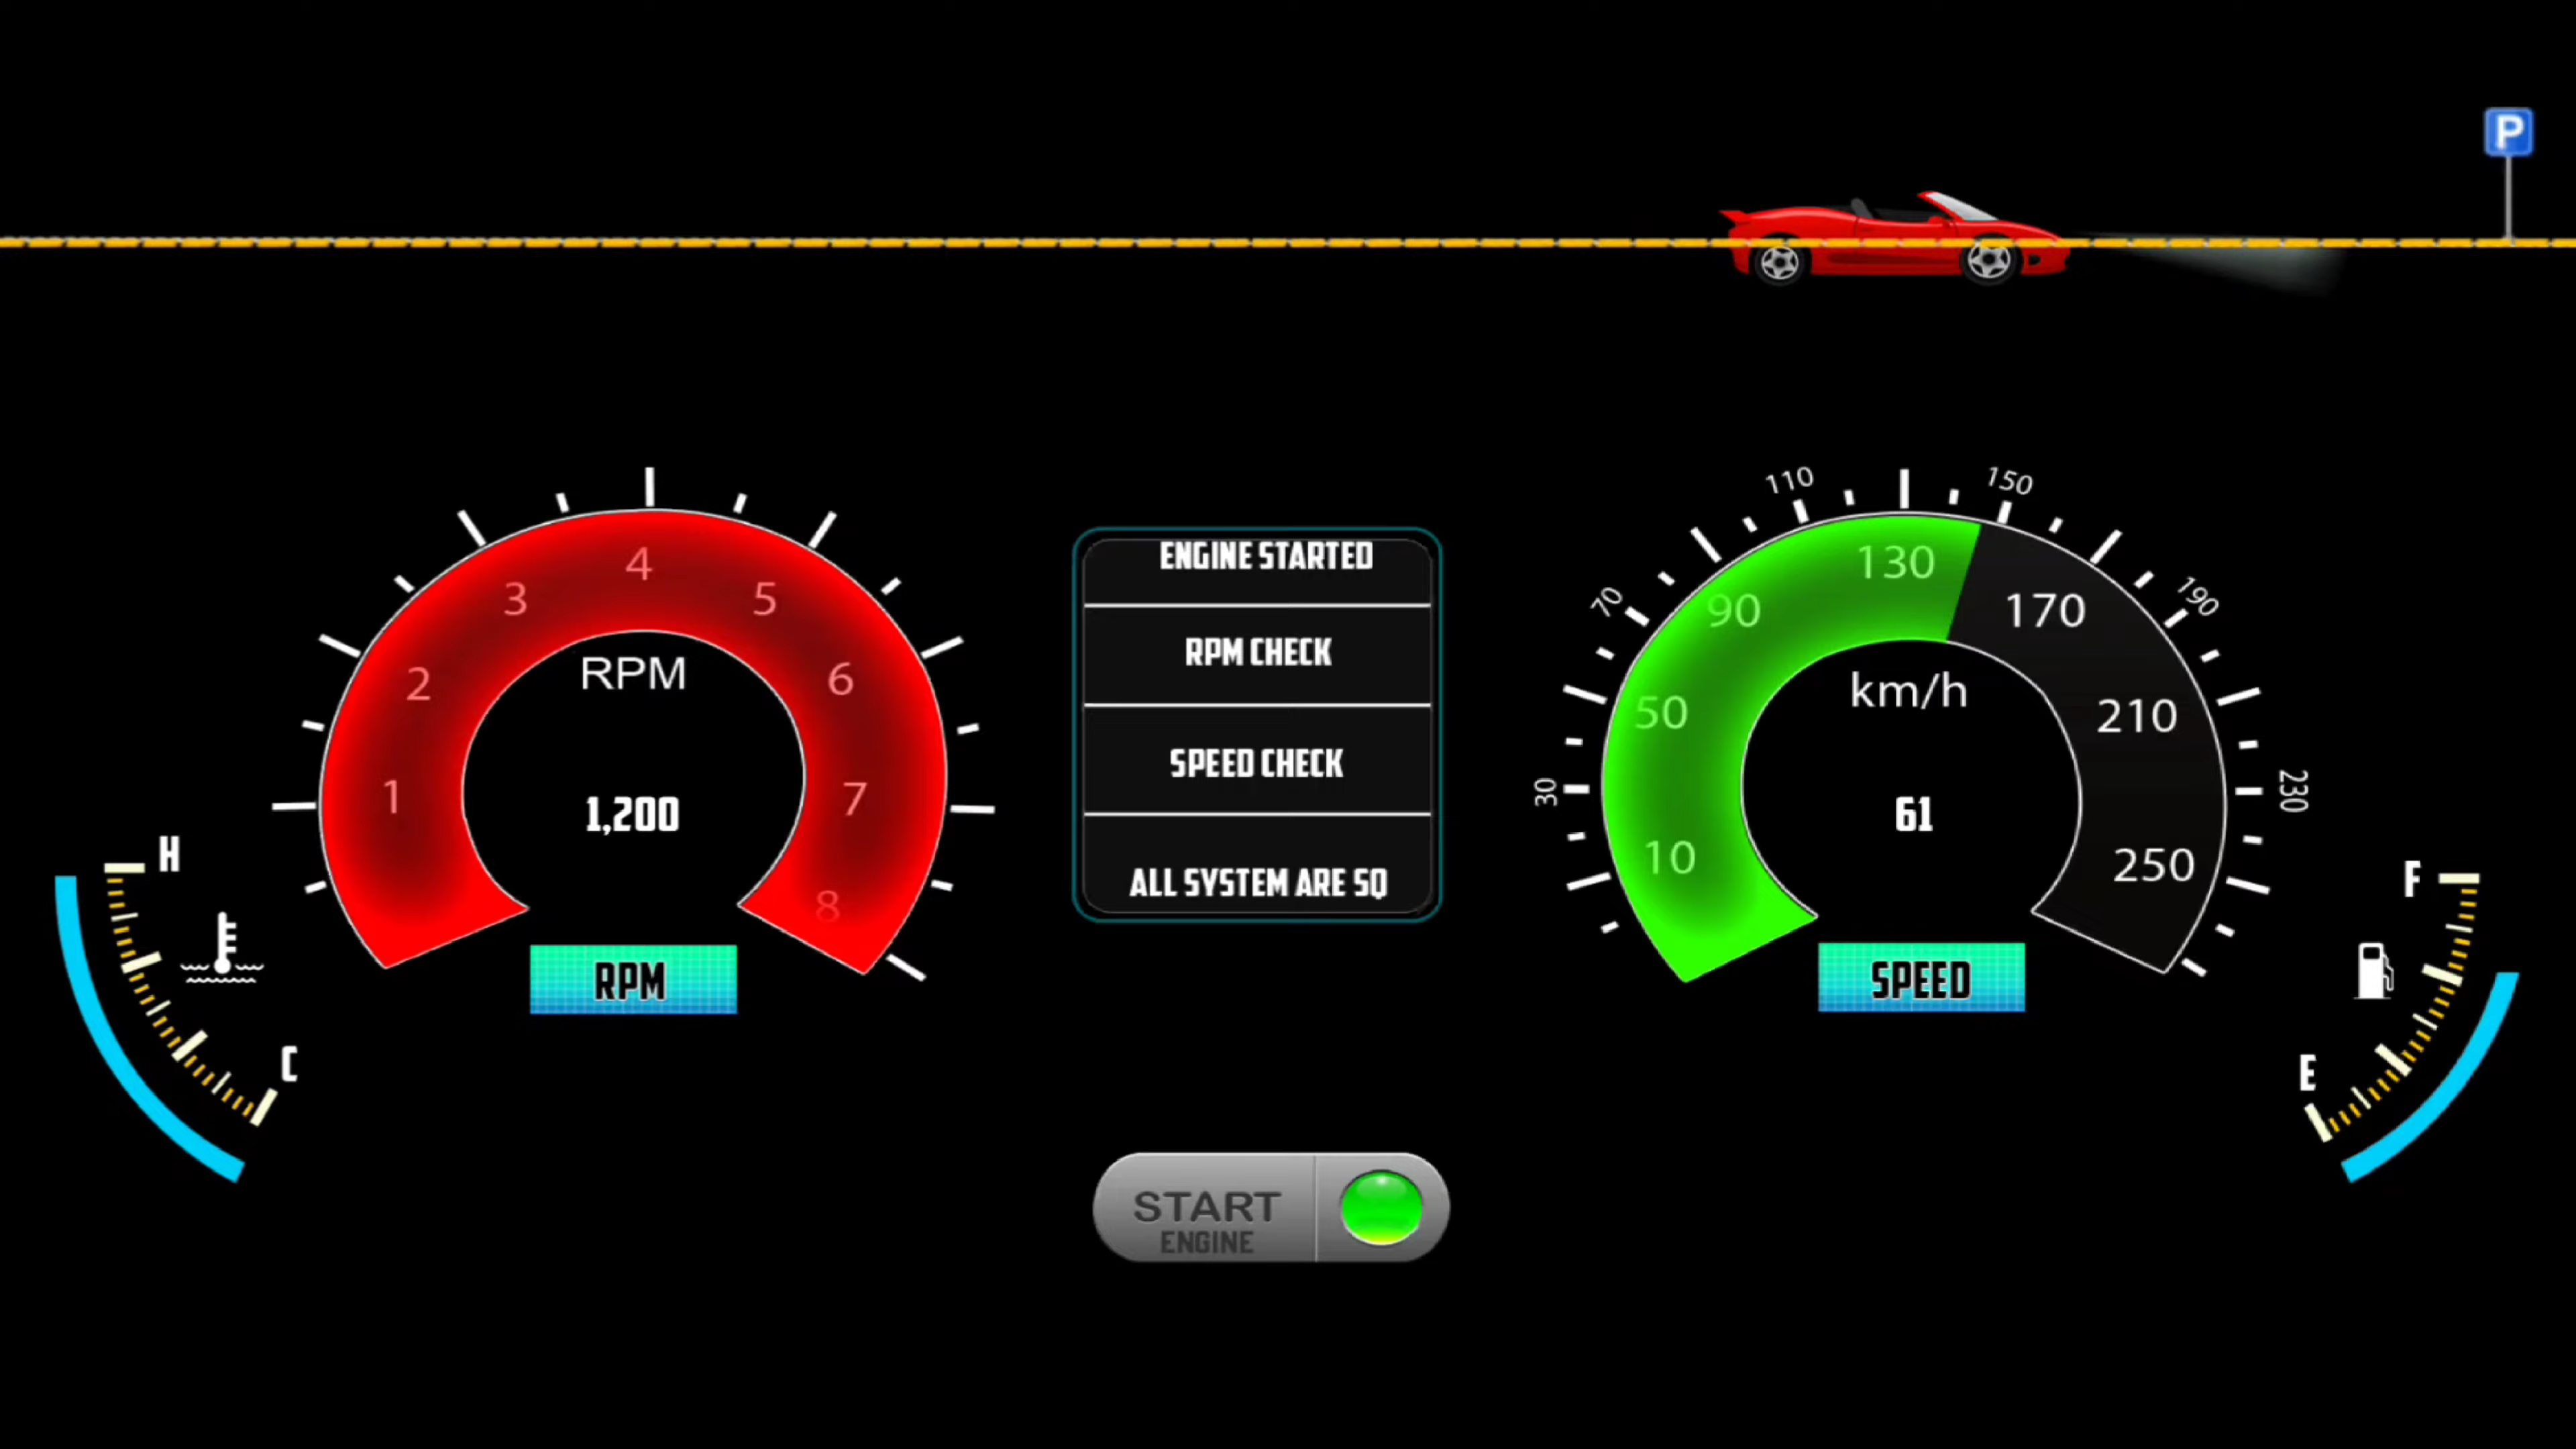 P
ENGINE STARTED
RPM CHECK
SPEED CHECK
ALL SYSTEM ARE SQ
1
2
3
4
5
6
7
8
RPM
1,200
RPM
10
30
50
70
90
110
130
150
170
190
210
230
250
km/h
61
SPEED
H
C
F
E
START
ENGINE